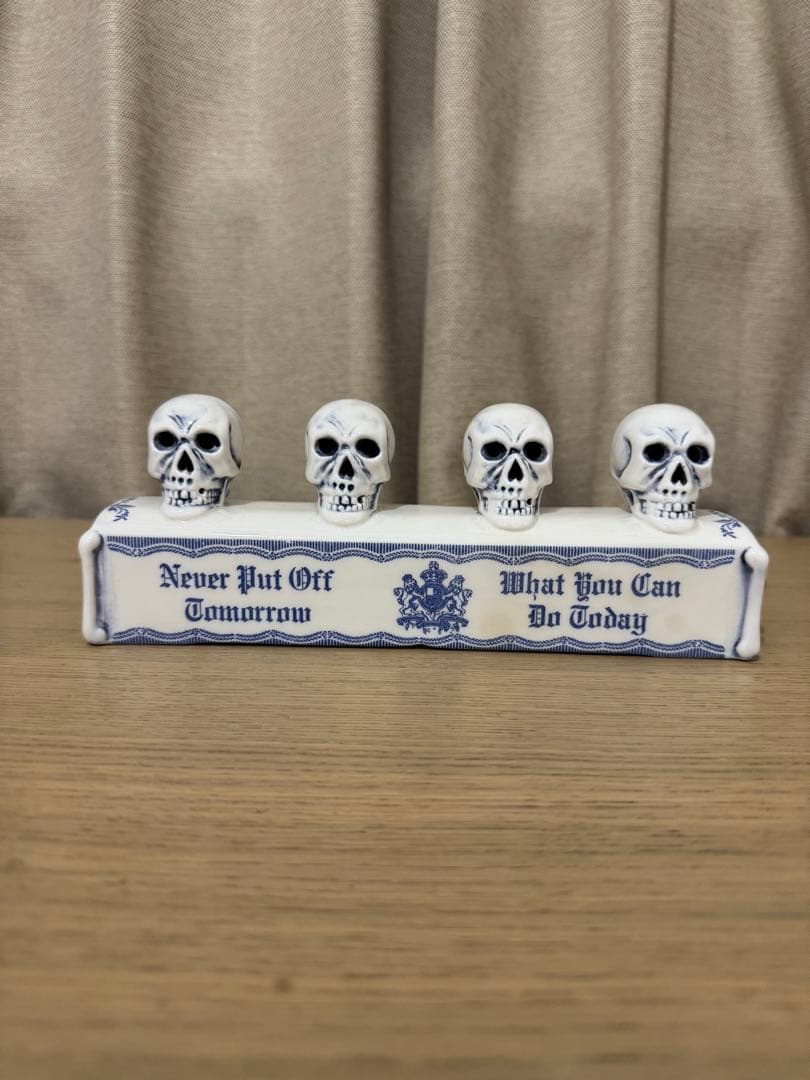 Never Put Off
Tomorrow
What You Can
Do Today